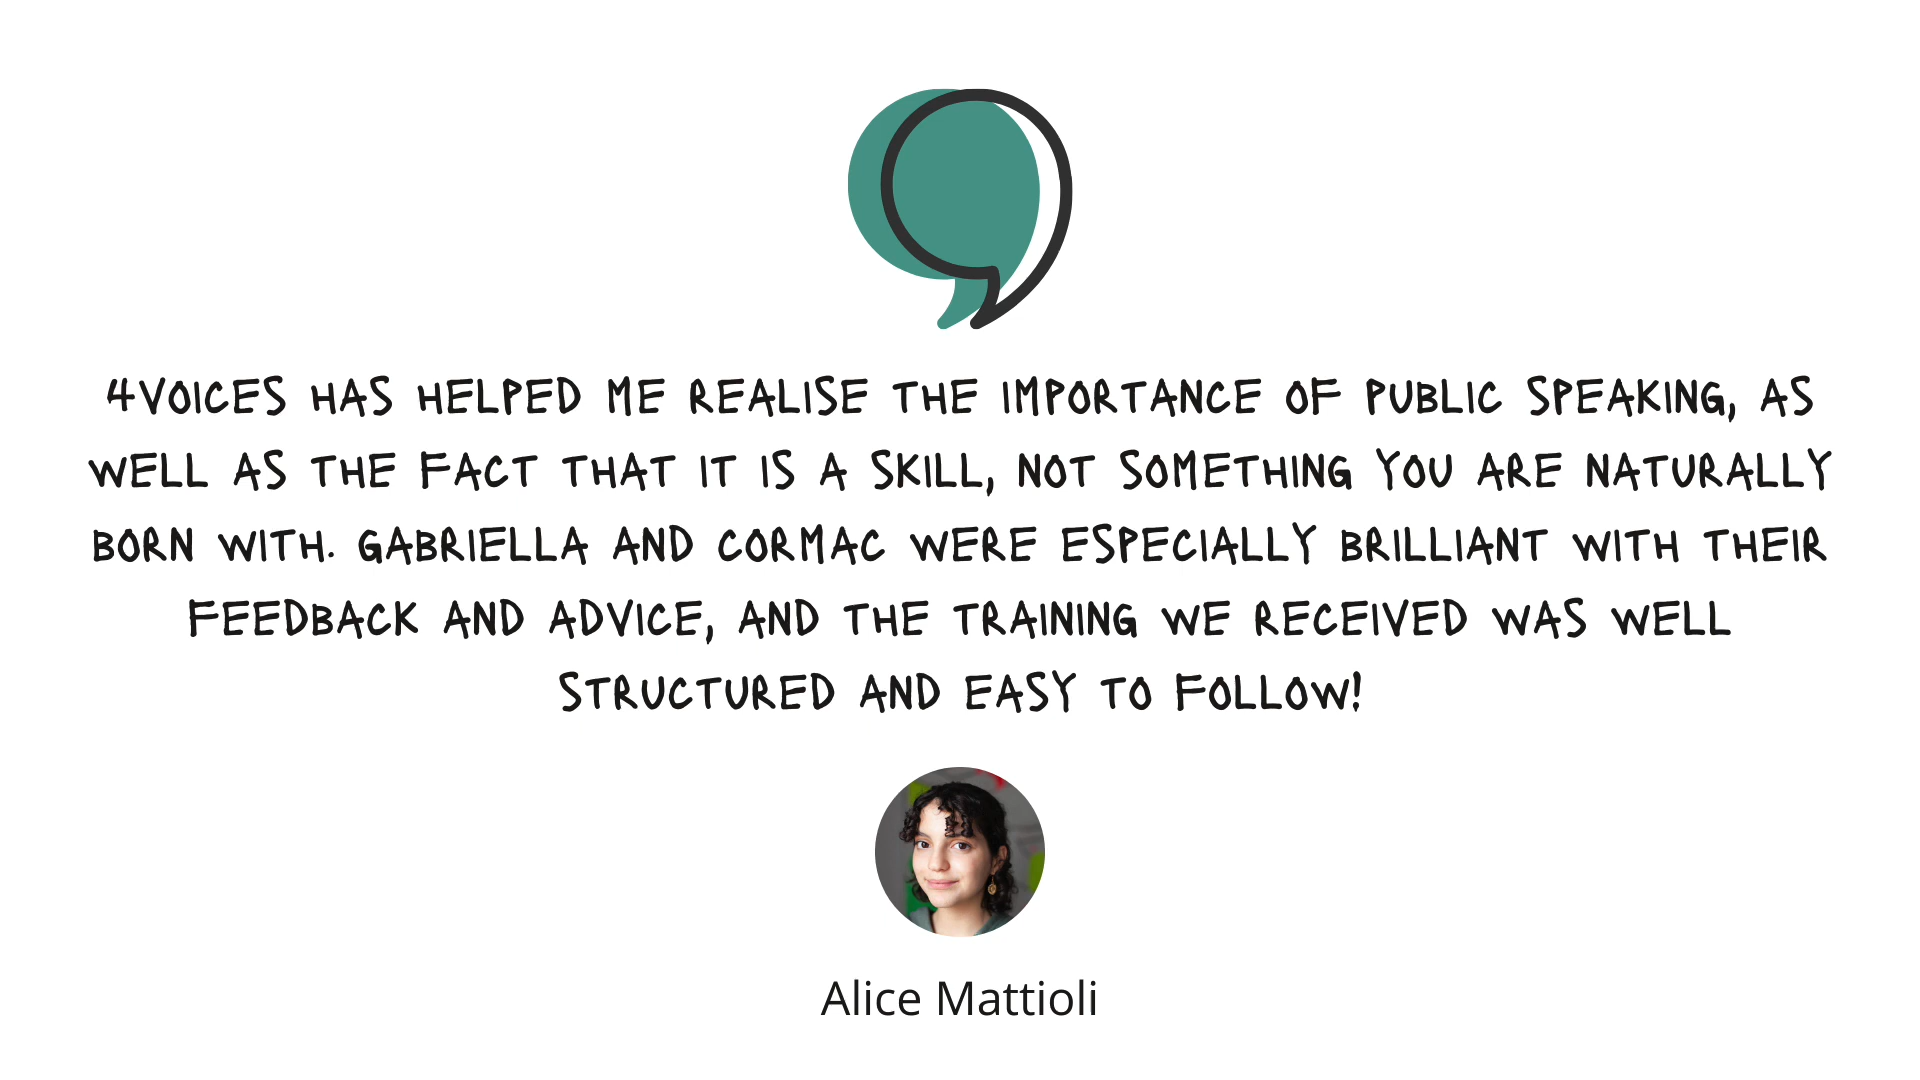 4VOICES HAS HELPED ME REALISE THE IMPORTANCE OF PUBLIC SPEAKING, AS
WELL AS THE FACT THAT IT IS A SKILL, NOT SOMETHING YOU ARE NATURALLY
BORN WITH. GABRIELLA AND CORMAC WERE ESPECIALLY BRILLIANT WITH THEIR
FEEDBACK AND ADVICE, AND THE TRAINING WE RECEIVED WAS WELL
STRUCTURED AND EASY TO FOLLOW!
Alice Mattioli